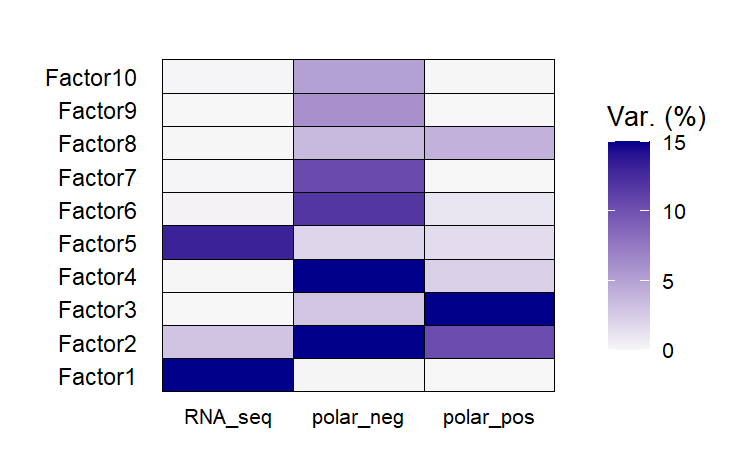 Factor10
Factor9
Factor8
Factor7
Factor6
Factor5
Factor4
Factor3
Factor2
Factor1
RNA_seq polar_neg polar_pos
Var. (%)
15
10
5
0